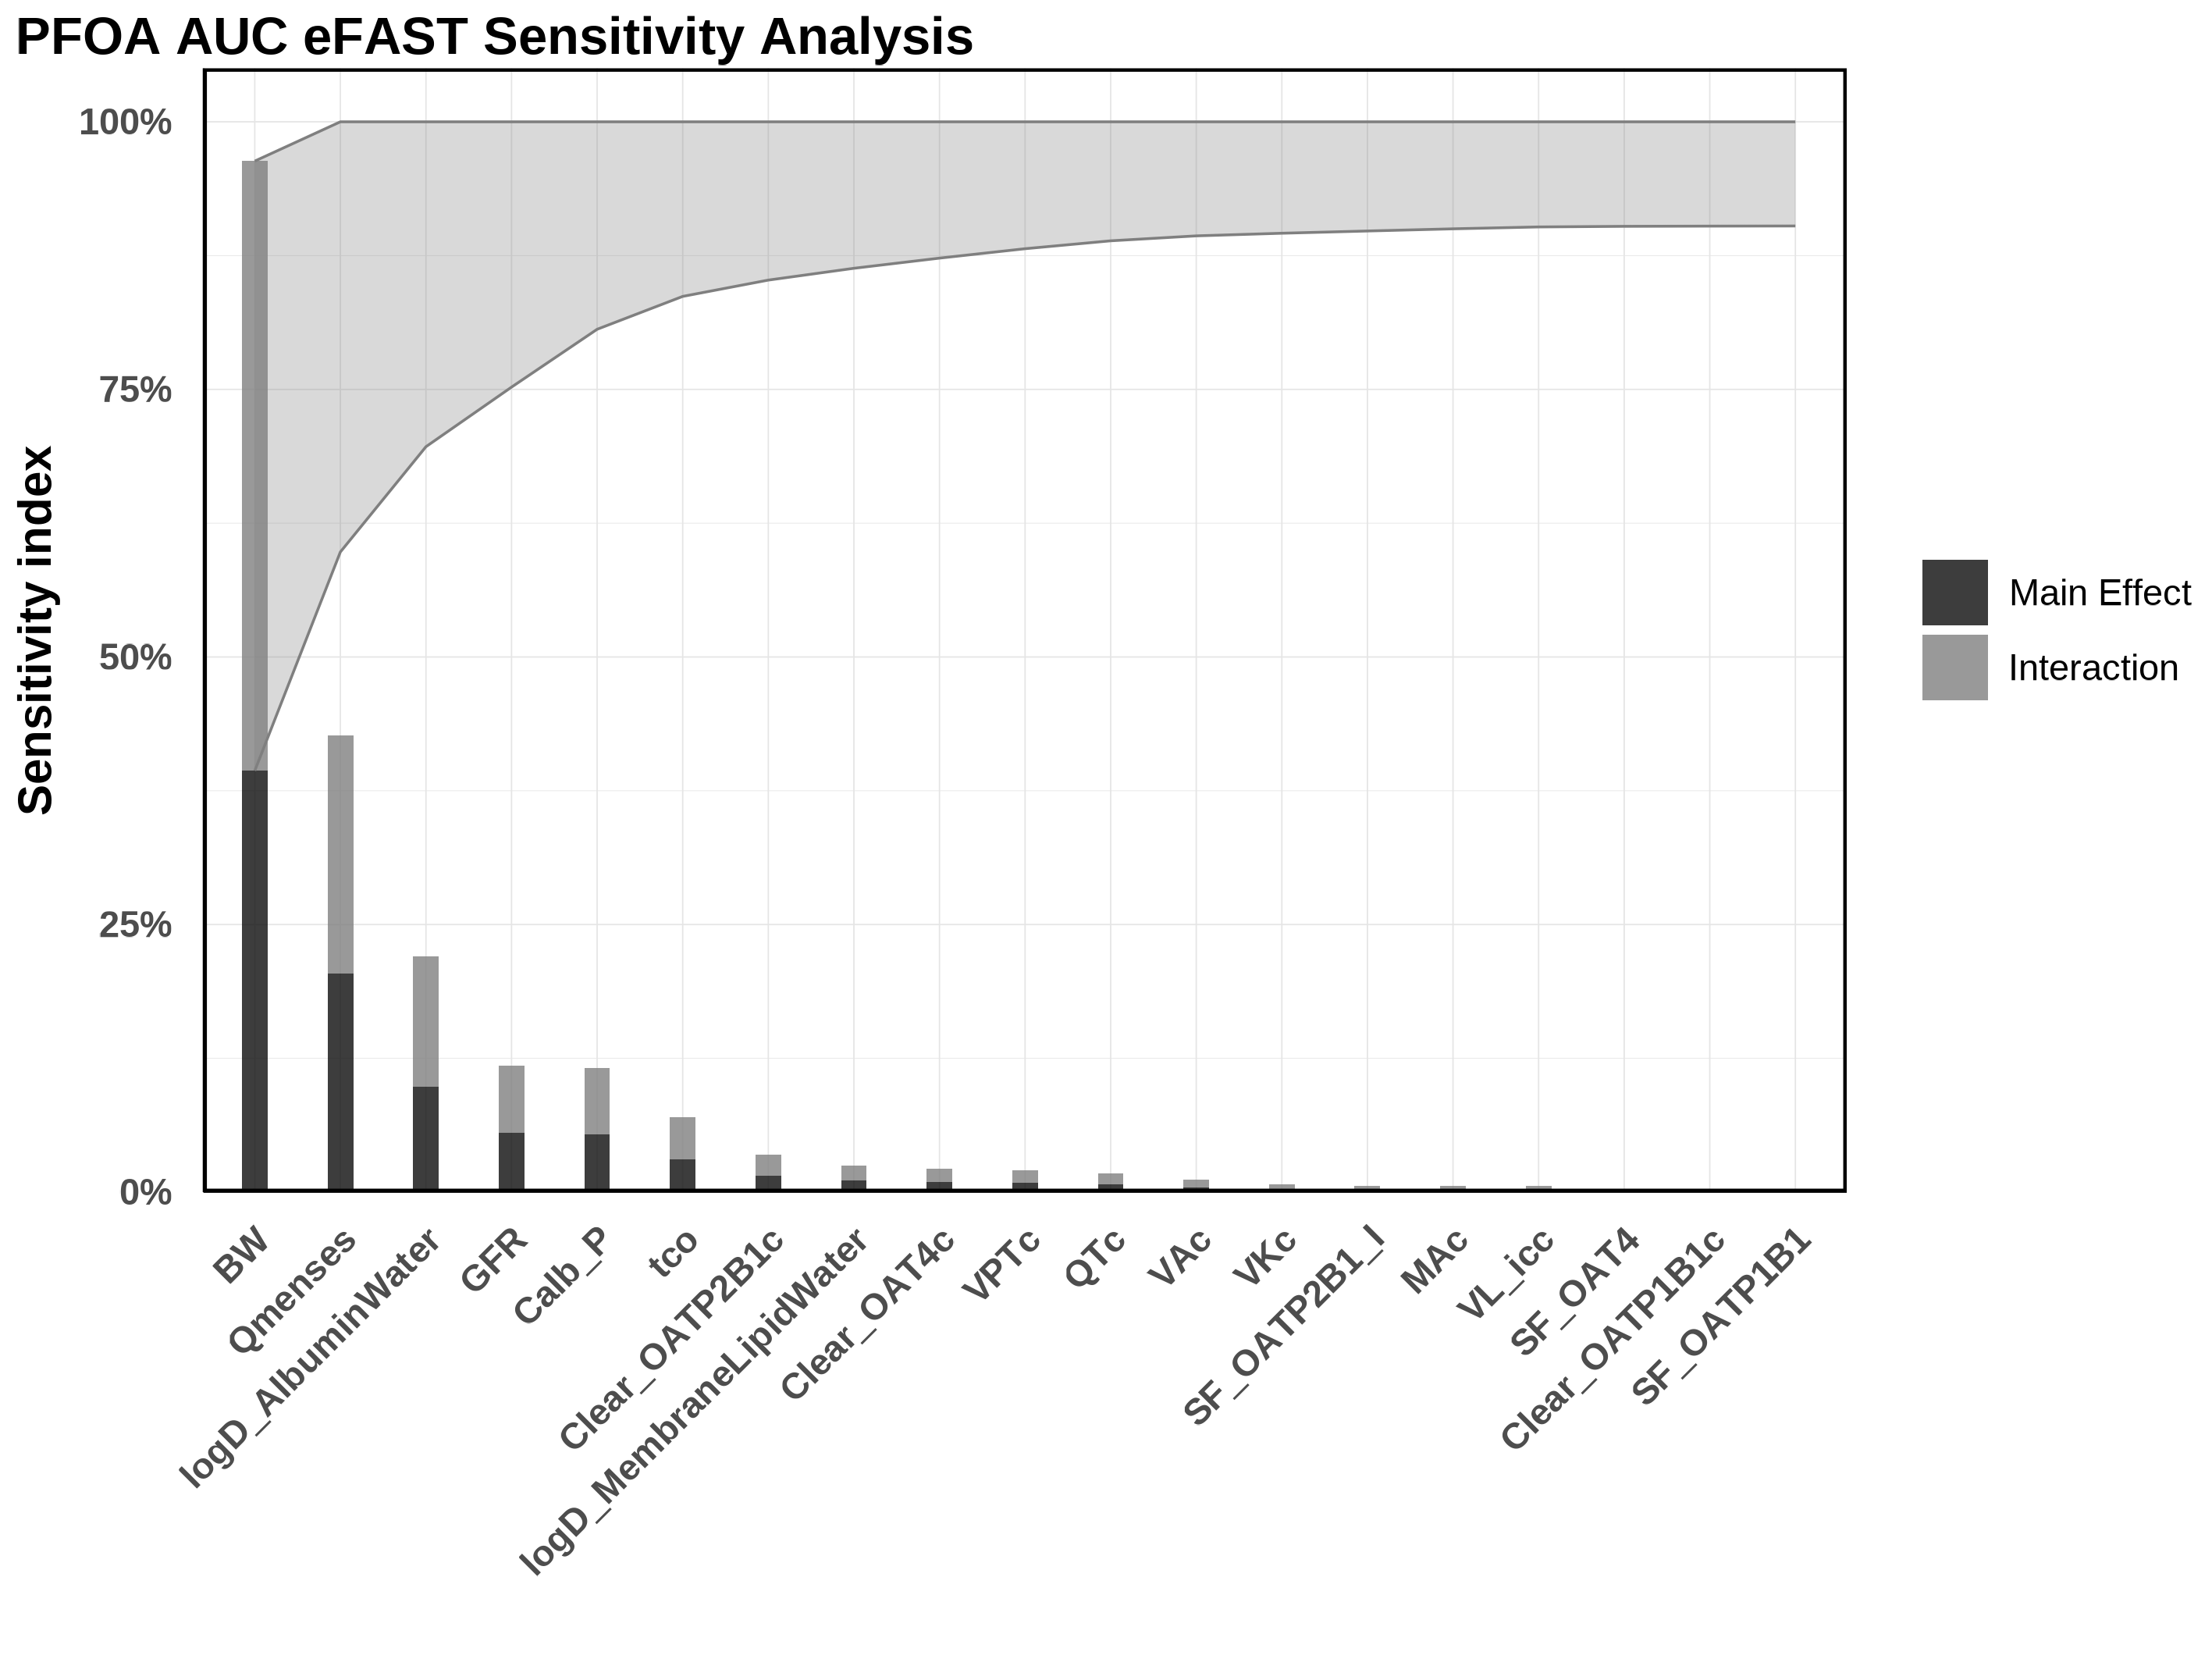 PFOA AUC eFAST Sensitivity Analysis
Sensitivity index
100%
75%
50%
25%
0%
Main Effect
Interaction
BW
Qmenses
logD_AlbuminWater
GFR
Calb_P
tco
Clear_OATP2B1c
logD_MembraneLipidWater
Clear_OAT4c
VPTc
QTc
VAc
VKc
SF_OATP2B1_I
MAc
VL_icc
SF_OAT4
Clear_OATP1B1c
SF_OATP1B1